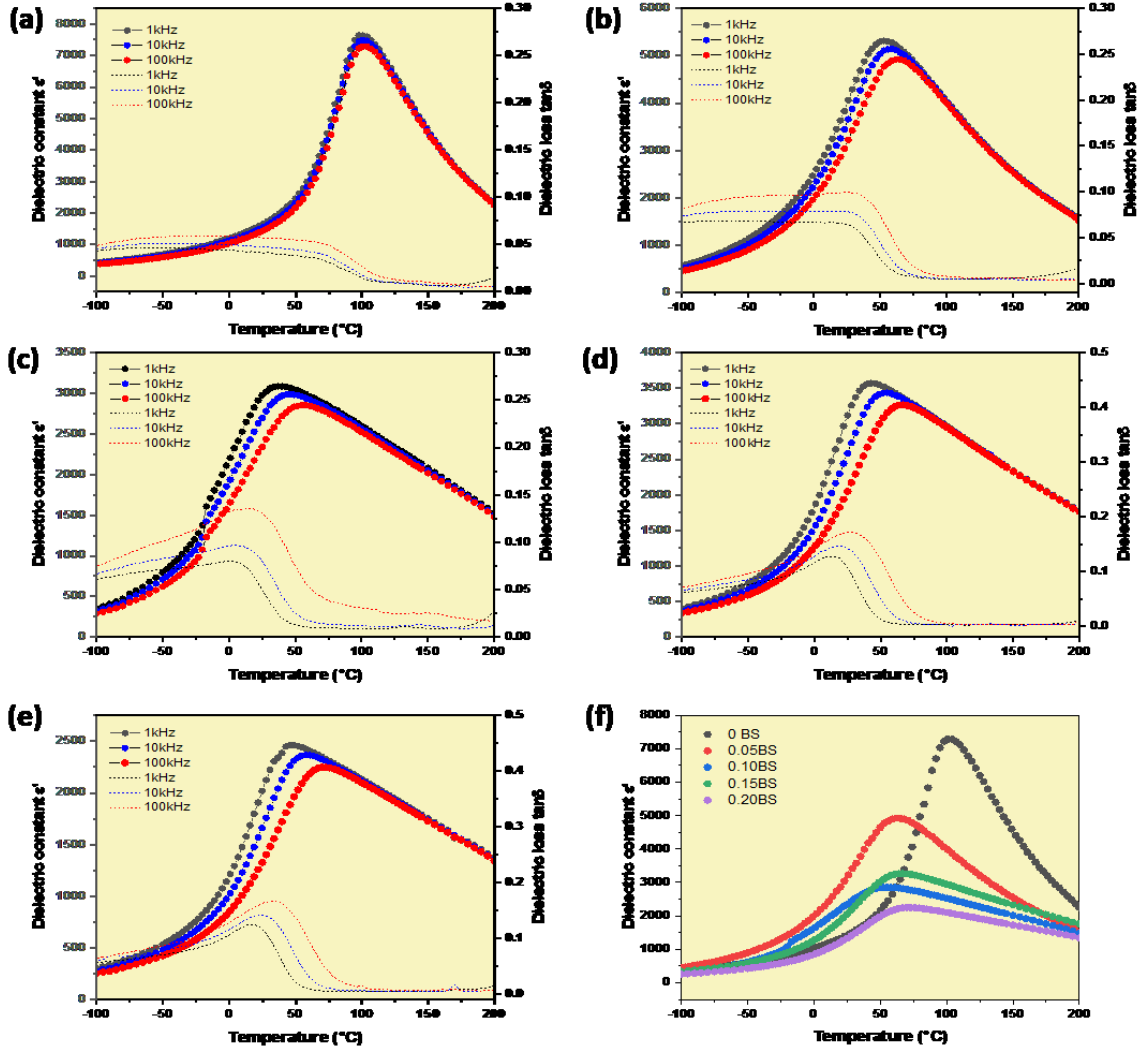 (a)
1kHz
10kHz
100kHz
1kHz
10kHz
100kHz
8000
7000
6000
5000
4000
3000
2000
1000
0
0.30
0.25
0.20
0.15
0.10
0.05
0.00
-100 -50 0 50 100 150 200
Dielectric constant ε'
Dielectric loss tanδ
Temperature (°C)
(b)
1kHz
10kHz
100kHz
1kHz
10kHz
100kHz
6000
5000
4000
3000
2000
1000
0
0.30
0.25
0.20
0.15
0.10
0.05
0.00
-100 -50 0 50 100 150 200
Dielectric constant ε'
Dielectric loss tanδ
Temperature (°C)
(c)
1kHz
10kHz
100kHz
1kHz
10kHz
100kHz
3500
3000
2500
2000
1500
1000
500
0
0.30
0.25
0.20
0.15
0.10
0.05
0.00
-100 -50 0 50 100 150 200
Dielectric constant ε'
Dielectric loss tanδ
Temperature (°C)
(d)
1kHz
10kHz
100kHz
1kHz
10kHz
100kHz
4000
3500
3000
2500
2000
1500
1000
500
0
0.5
0.4
0.3
0.2
0.1
0.0
-100 -50 0 50 100 150 200
Dielectric constant ε'
Dielectric loss tanδ
Temperature (°C)
(e)
1kHz
10kHz
100kHz
1kHz
10kHz
100kHz
2500
2000
1500
1000
500
0
0.5
0.4
0.3
0.2
0.1
0.0
-100 -50 0 50 100 150 200
Dielectric constant ε'
Dielectric loss tanδ
Temperature (°C)
(f)
0 BS
0.05BS
0.10BS
0.15BS
0.20BS
8000
7000
6000
5000
4000
3000
2000
1000
0
-100 -50 0 50 100 150 200
Dielectric constant ε'
Temperature (°C)